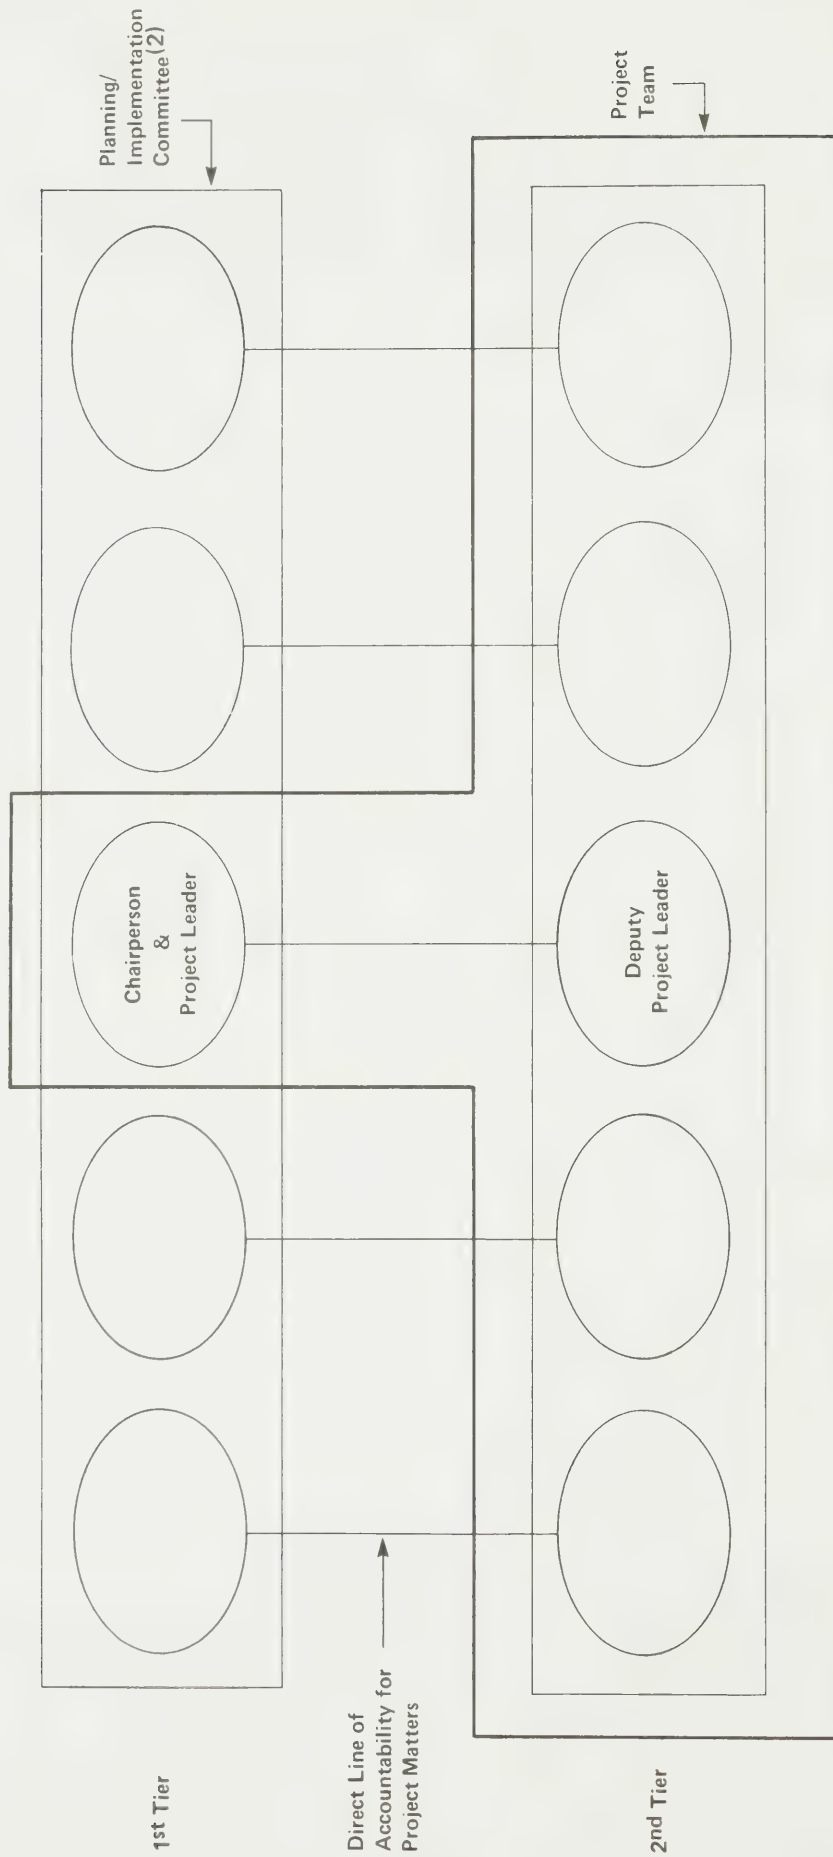 Planning/
Implementation
Committee(2)
1st Tier
Chairperson
&
Project Leader
Direct Line of
Accountability for
Project Matters
Project
Team
2nd Tier
Deputy
Project Leader